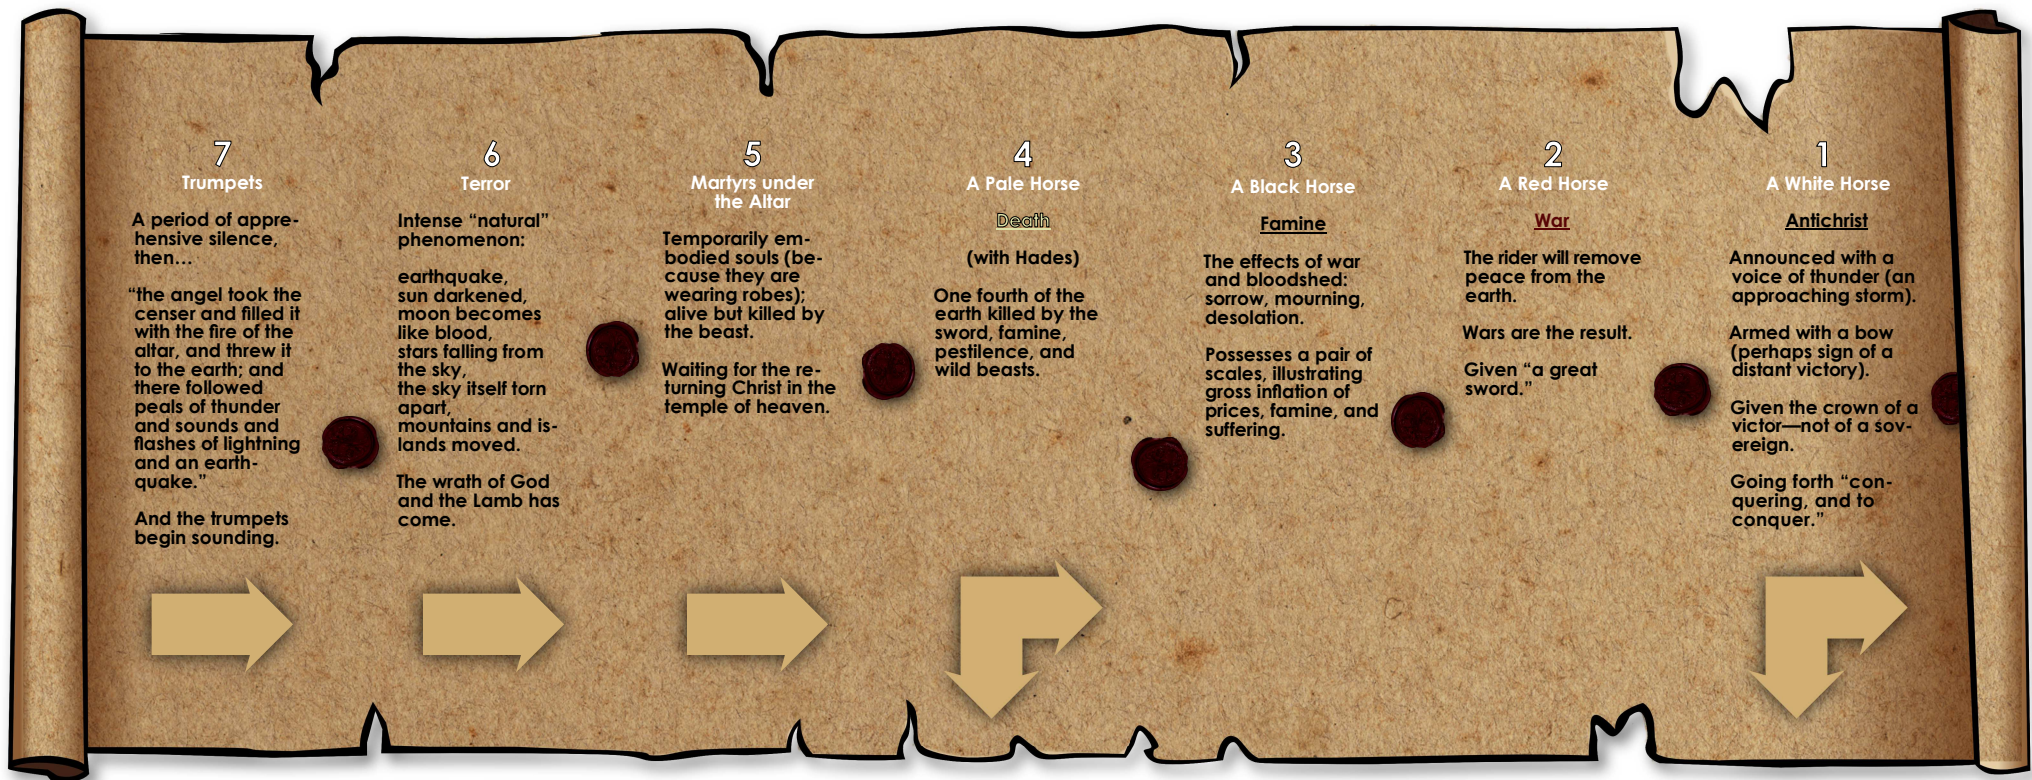 7
Trumpets
A period of appre-
hensive silence,
then…
“the angel took the
censer and filled it
with the fire of the
altar, and threw it
to the earth; and
there followed
peals of thunder
and sounds and
flashes of lightning
and an earth-
quake.”
And the trumpets
begin sounding.
6
Terror
Intense “natural”
phenomenon:
earthquake,
sun darkened,
moon becomes
like blood,
stars falling from
the sky,
the sky itself torn
apart,
mountains and is-
lands moved.
The wrath of God
and the Lamb has
come.
5
Martyrs under
the Altar
Temporarily em-
bodied souls (be-
cause they are
wearing robes);
alive but killed by
the beast.
Waiting for the re-
turning Christ in the
temple of heaven.
4
A Pale Horse
Death
(with Hades)
One fourth of the
earth killed by the
sword, famine,
pestilence, and
wild beasts.
3
A Black Horse
Famine
The effects of war
and bloodshed:
sorrow, mourning,
desolation.
Possesses a pair of
scales, illustrating
gross inflation of
prices, famine, and
suffering.
2
A Red Horse
War
The rider will remove
peace from the
earth.
Wars are the result.
Given “a great
sword.”
1
A White Horse
Antichrist
Announced with a
voice of thunder (an
approaching storm).
Armed with a bow
(perhaps sign of a
distant victory).
Given the crown of a
victor—not of a sov-
ereign.
Going forth “con-
quering, and to
conquer.”